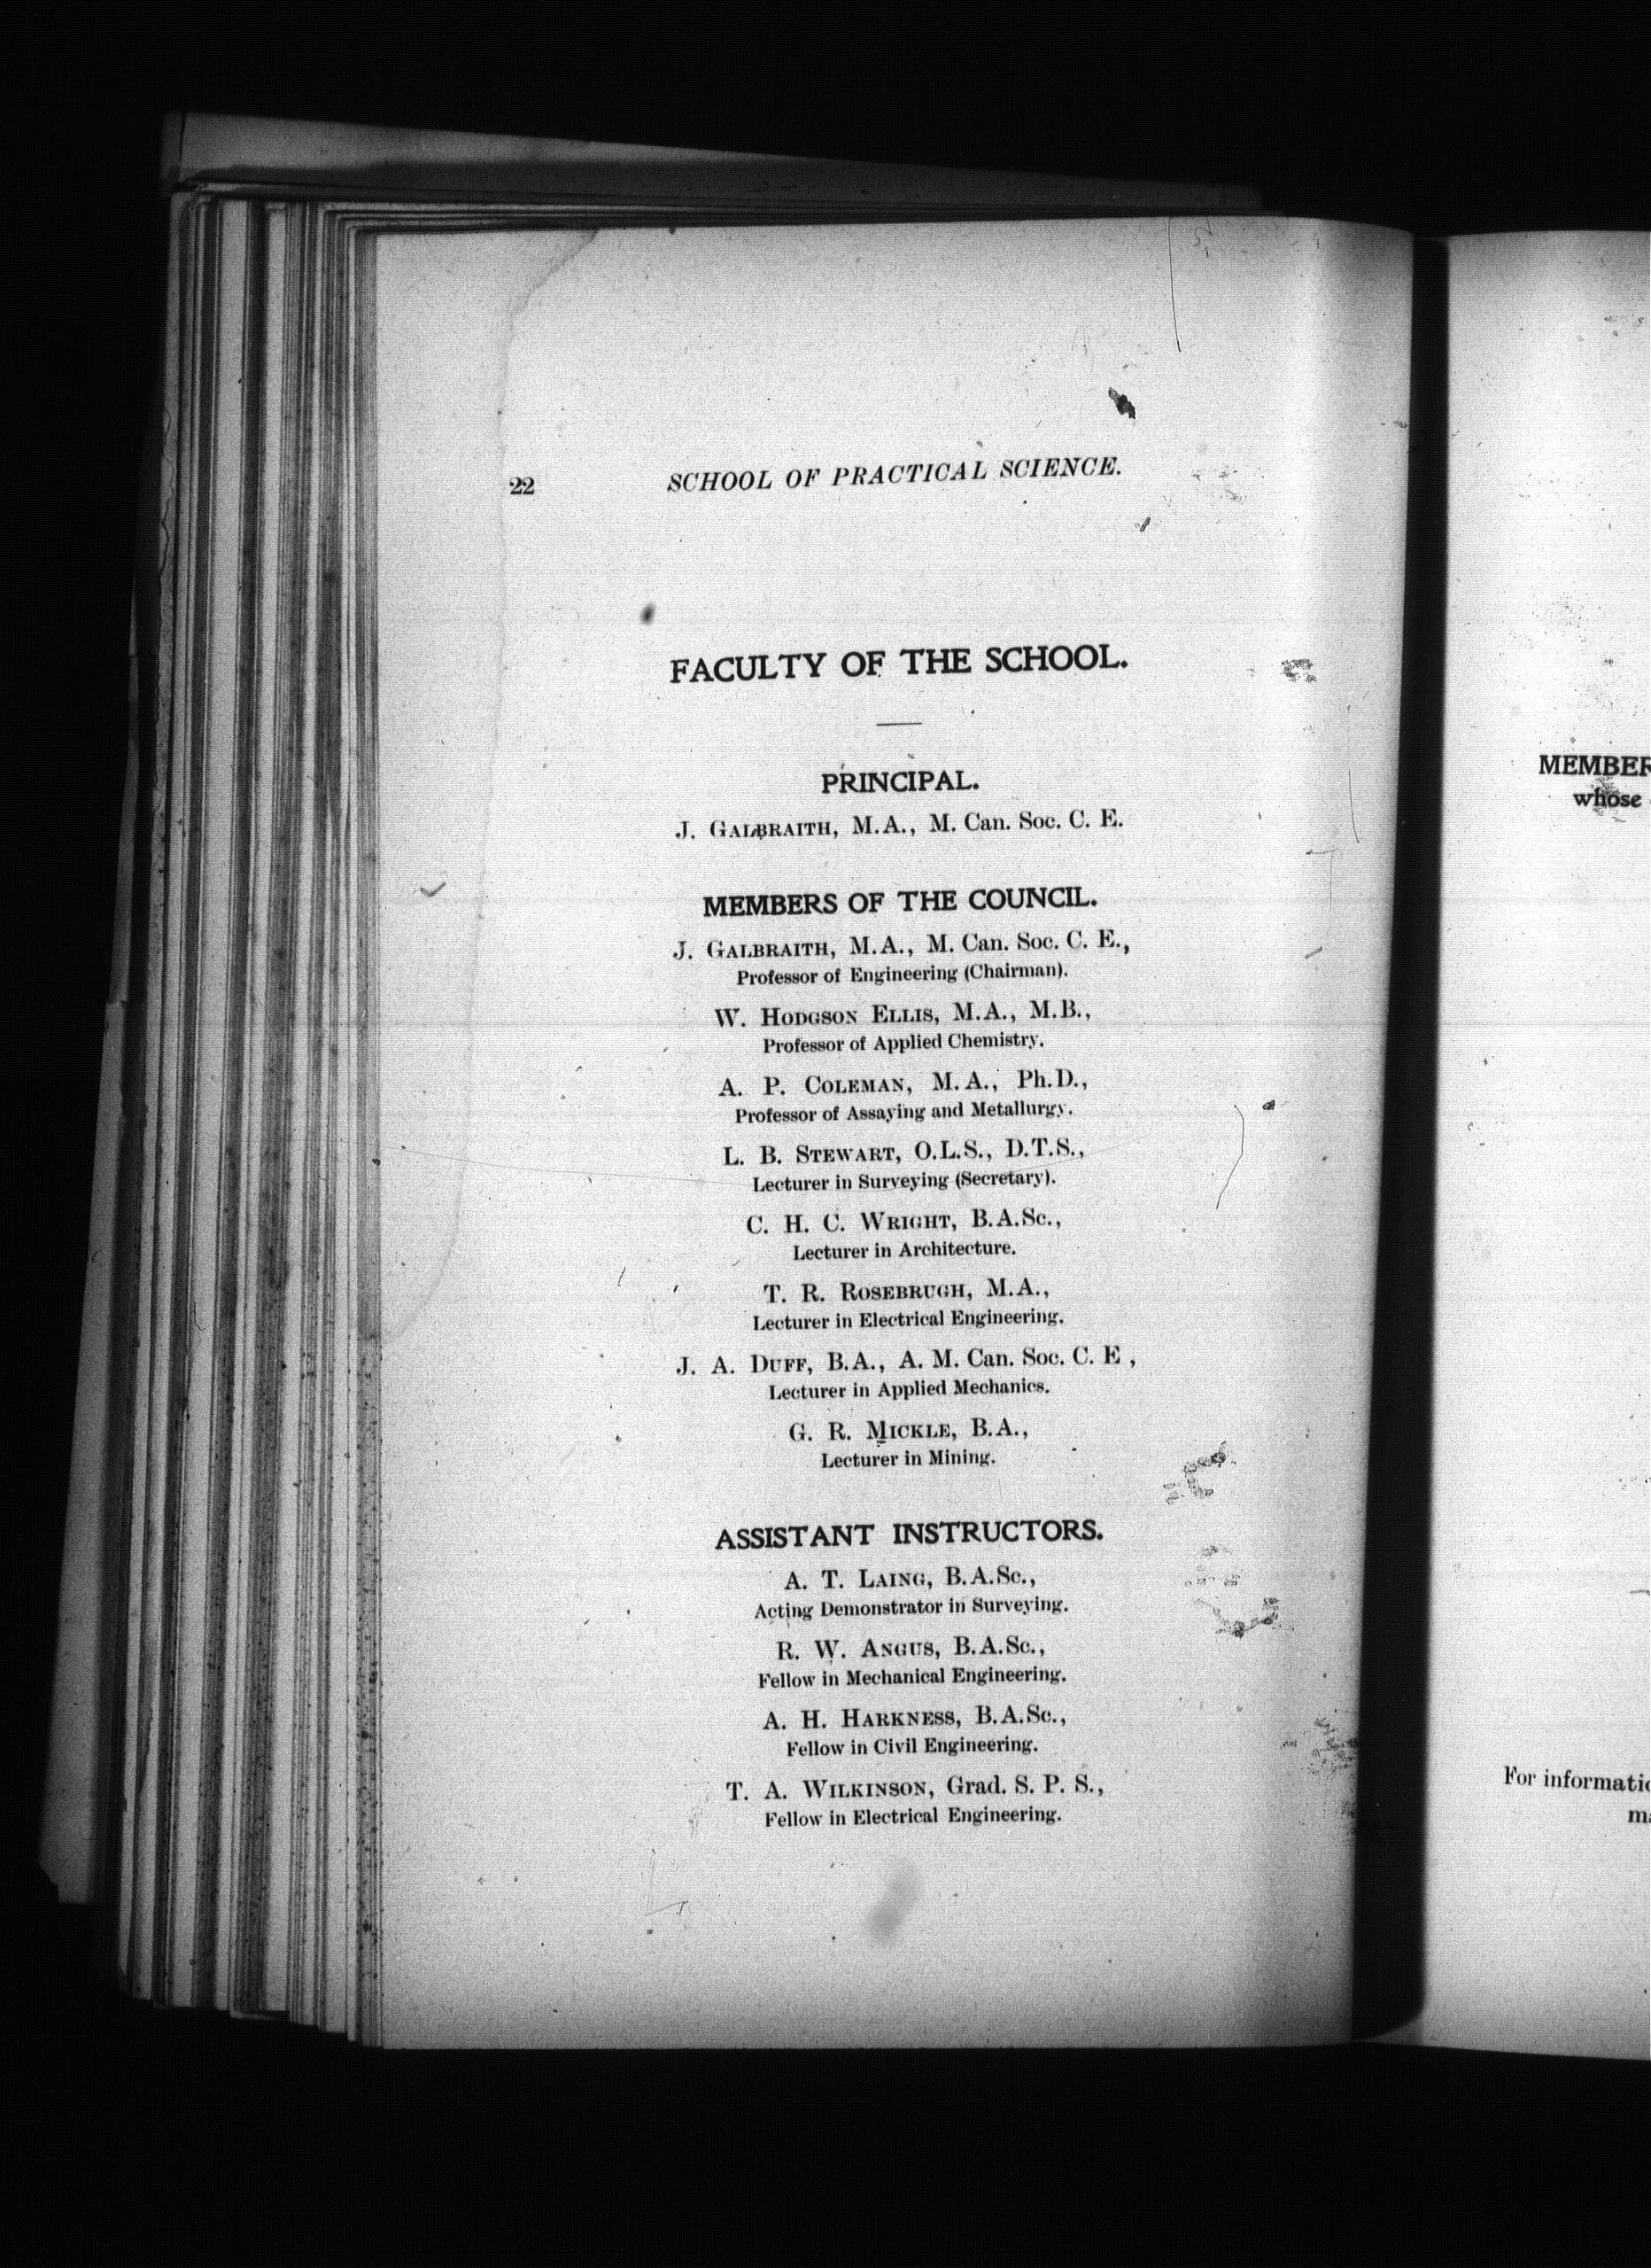 22 SCHOOL OF PRACTICAL SCIENCE.
FACULTY OF THE SCHOOL.
PRINCIPAL.
J. GALBRAITH, M.A., M. Can. Soc. C. E.
MEMBERS OF THE COUNCIL.
J. GALBRAITH, M.A., M. Can. Soc. C. E.,
Professor of Engineering (Chairman).
W. HODGSON ELLIS, M.A., M.B.,
Professor of Applied Chemistry.
A. P. COLEMAN, M.A., Ph.D.,
Professor of Assaying and Metallurgy.
L. B. STEWART, O.L.S., D.T.S.,
Lecturer in Surveying (Secretary).
C. H. C. WRIGHT, B.A.Sc.,
Lecturer in Architecture.
T. R. ROSEBRUGH, M.A.,
Lecturer in Electrical Engineering.
J. A. DUFF, B.A., A. M. Can. Soc. C. E ,
Lecturer in Applied Mechanics.
G. R. MICKLE, B.A.,
Lecturer in Mining.
ASSISTANT INSTRUCTORS.
A. T. LAING, B.A.Sc.,
Acting Demonstrator in Surveying.
R. W. ANGUS, B.A.Sc.,
Fellow in Mechanical Engineering.
A. H. HARKNESS, B.A.Sc.,
Fellow in Civil Engineering.
T. A. WILKINSON, Grad. S. P. S.,
Fellow in Electrical Engineering.
whose
For